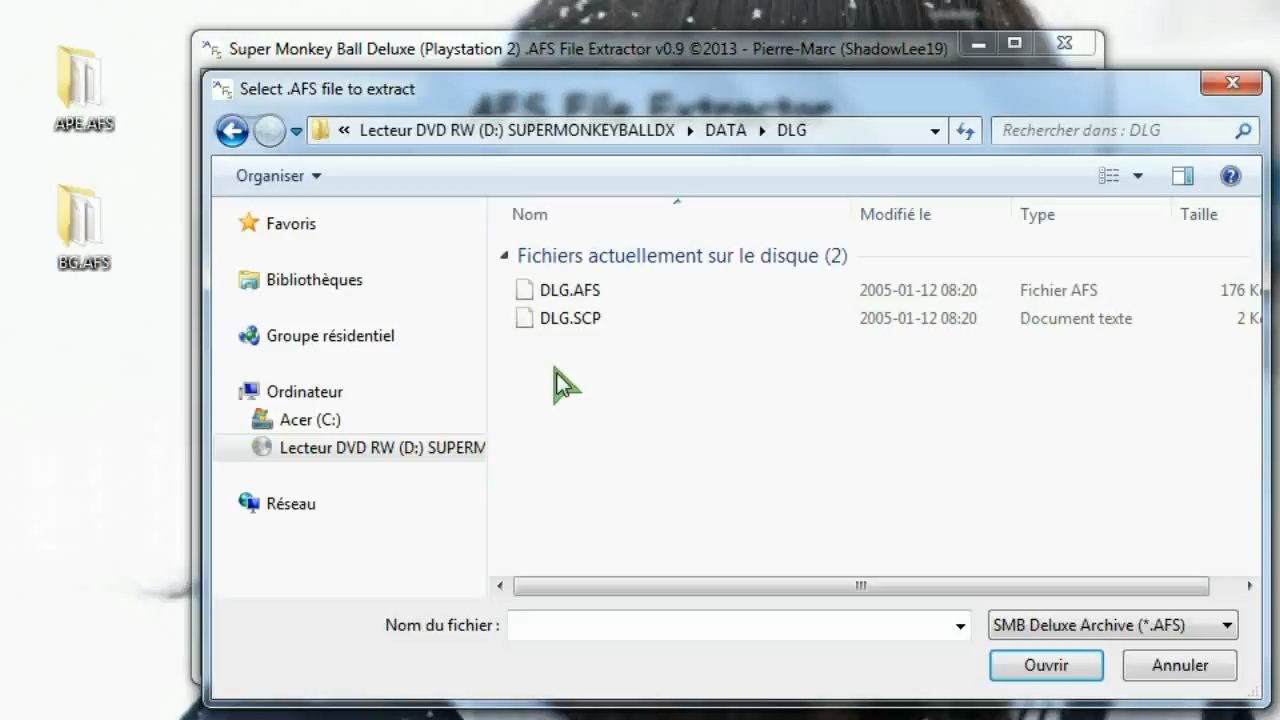 APE.AFS
BG.AFS
Super Monkey Ball Deluxe (Playstation 2) .AFS File Extractor v0.9 ©2013 - Pierre-Marc (ShadowLee19)
Select .AFS file to extract
AFS File Extractor
« Lecteur DVD RW (D:) SUPERMONKEYBALLDX DATA DLG
Rechercher dans : DLG
Organiser
Favoris
Bibliothèques
Groupe résidentiel
Ordinateur
Acer (C:)
Lecteur DVD RW (D:) SUPERM
Réseau
Nom Modifié le Type Taille
Fichiers actuellement sur le disque (2)
DLG.AFS 2005-01-12 08:20 Fichier AFS 176 K
DLG.SCP 2005-01-12 08:20 Document texte 2 K
Nom du fichier :
SMB Deluxe Archive (*.AFS)
Ouvrir Annuler